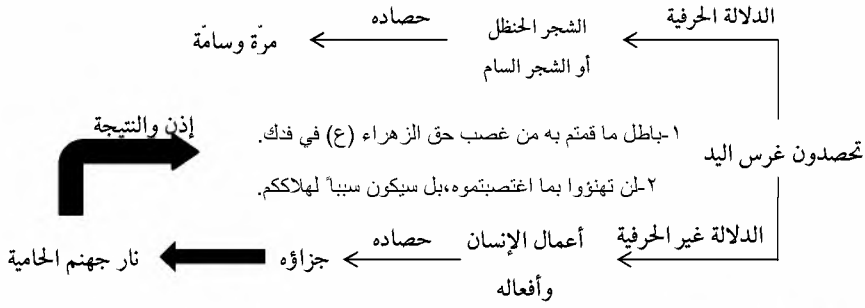 الدلالة الحرفية
الشجر الحنظل
أو الشجر السام
حصاده
مرّة وسامّة
تحصدون غرس اليد
١-باطل ما قمتم به من غصب حق الزهراء (ع) في فدك.
٢-لن تهنؤوا بما اغتصبتموه،بل سيكون سبباً لهلاككم.
إذن والنتيجة
الدلالة غير الحرفية
أعمال الإنسان
وأفعاله
حصاده
جزاؤه
نار جهنم الحامية